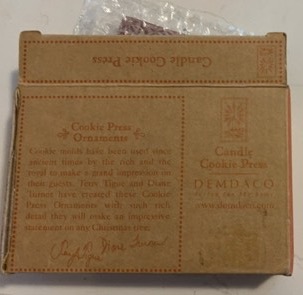 Candle Cookie Press
Cookie Press
Ornaments
Cookie molds have been used since
ancient times by the rich and the
royal to make a grand impression on
their guests. Terry Tigue and Diane
have created these Cookie
Press Ornaments with such rich
detail they will make an impressive
statement on any Christmas tree.
Candle
Cookie Press
DEMDACO
www.demdaco.com